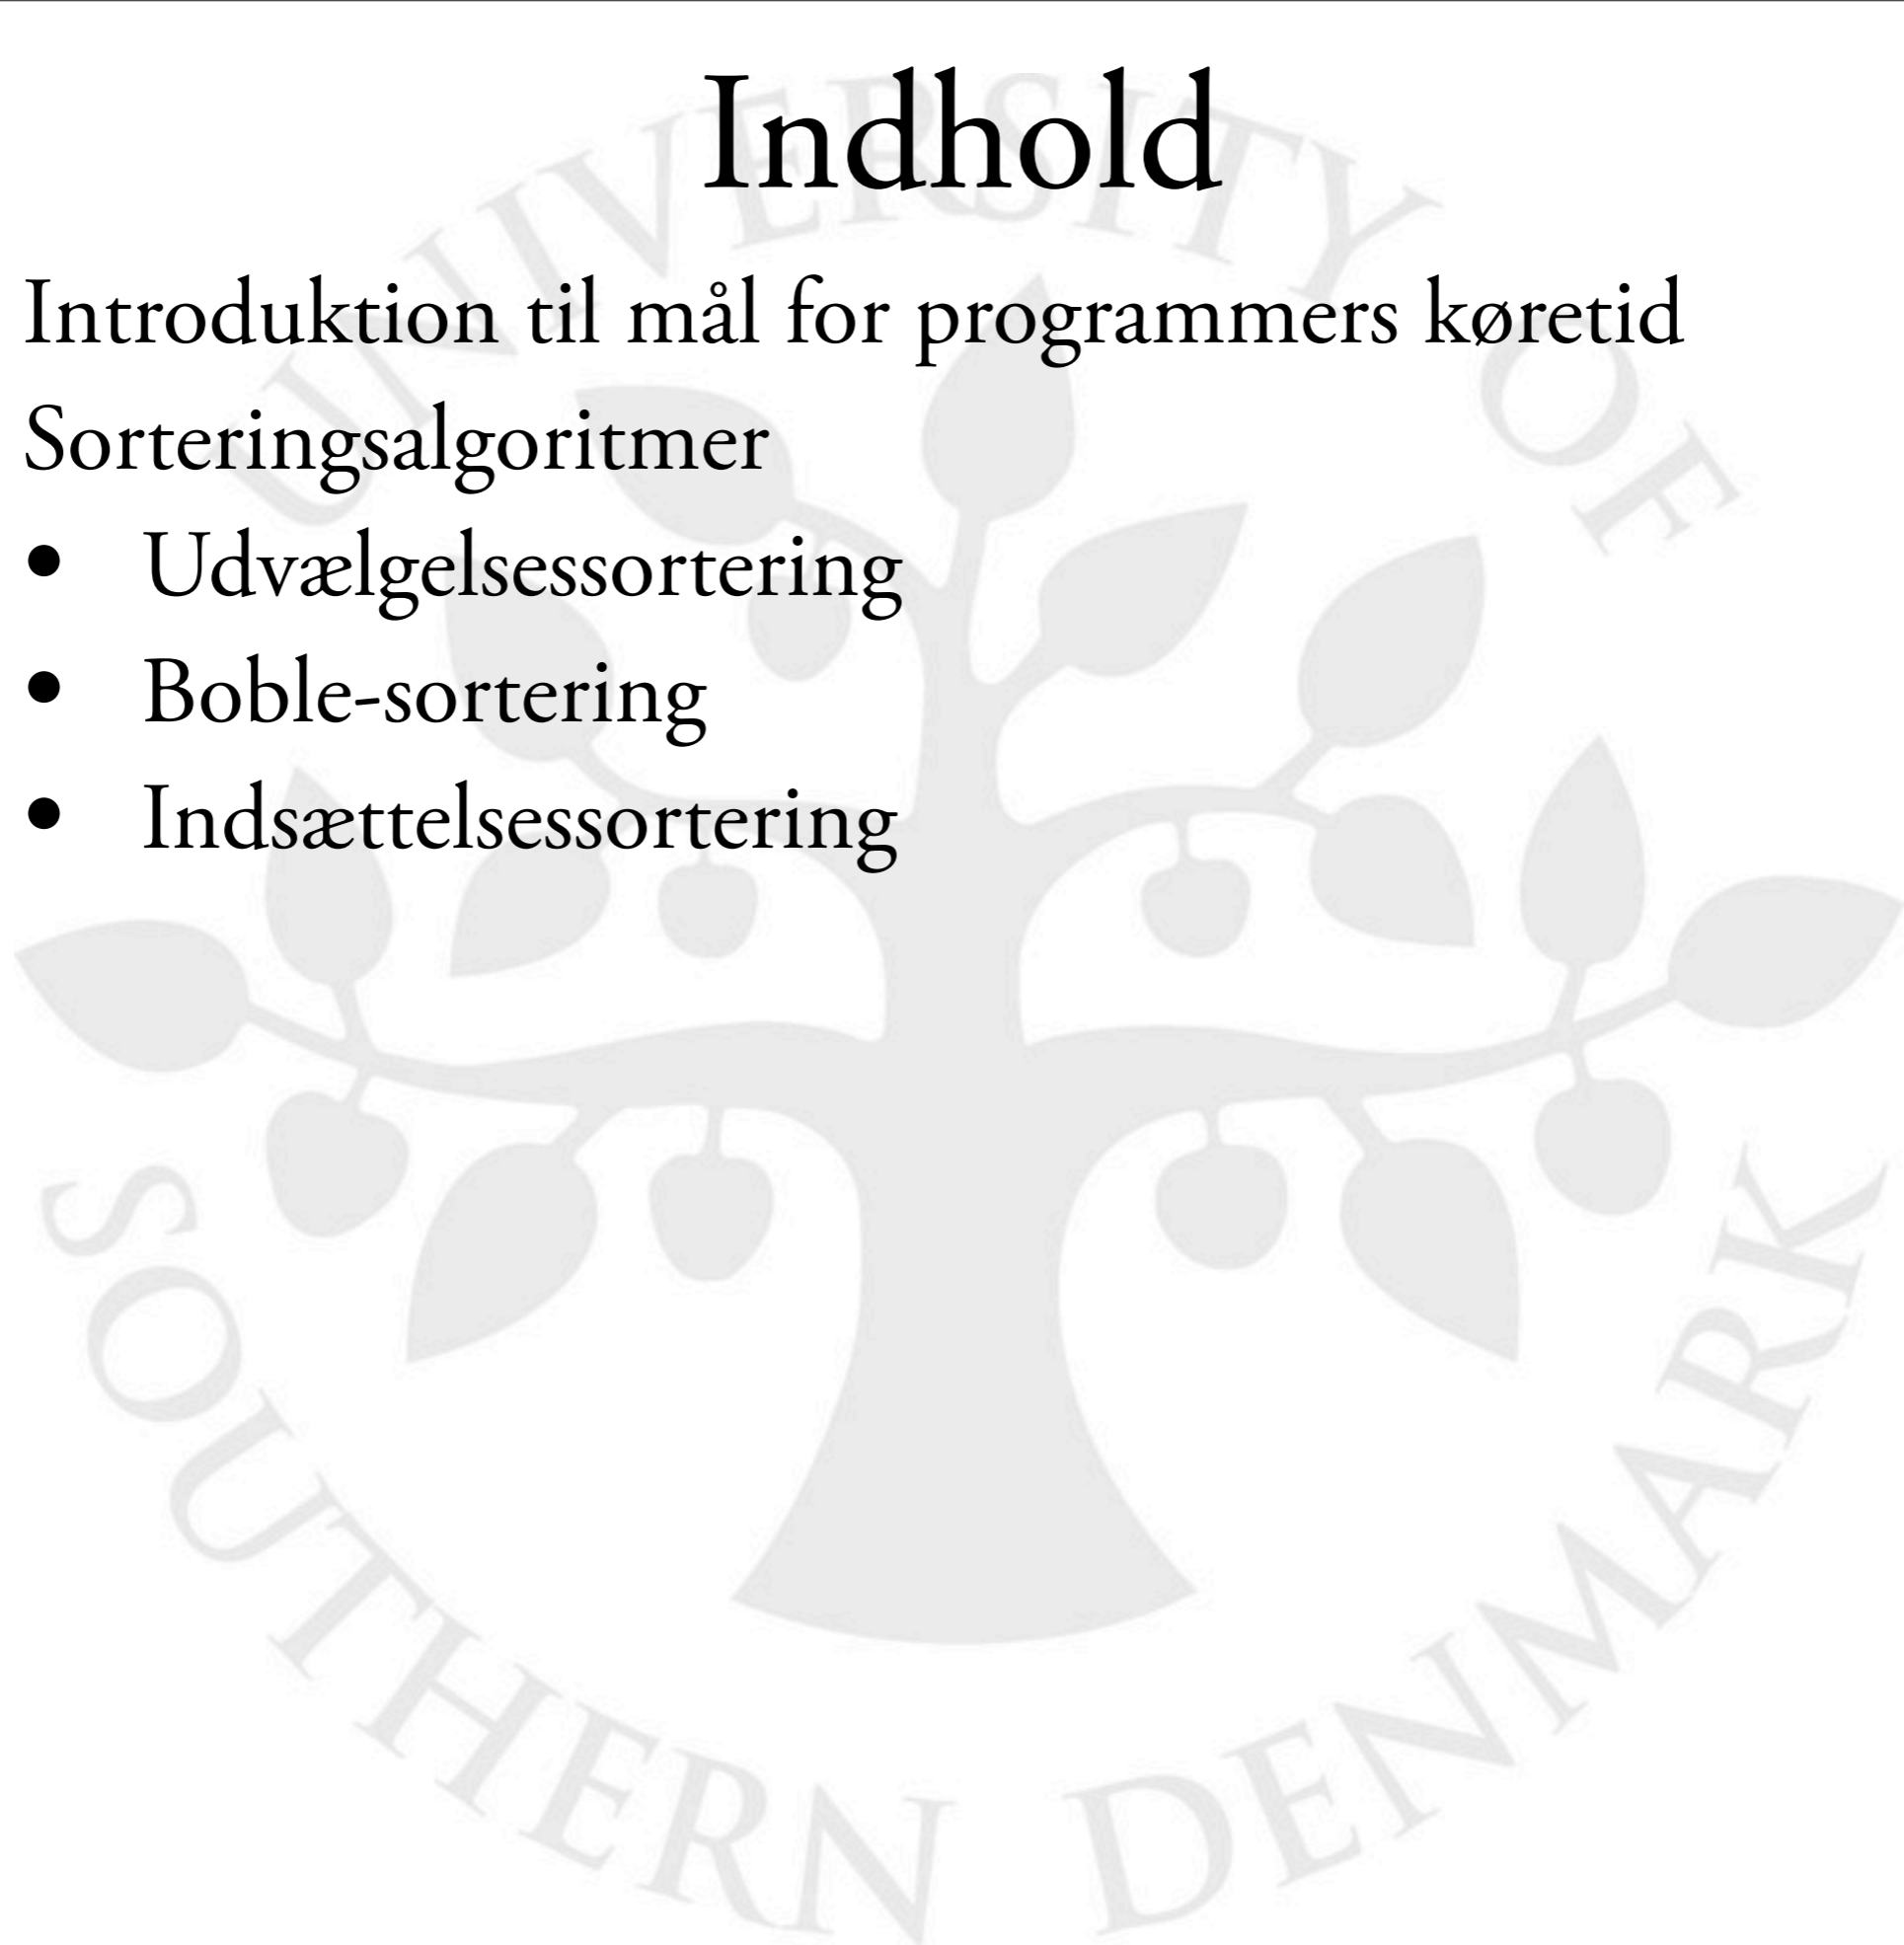 Indhold
Introduktion til mål for programmers køretid
Sorteringsalgoritmer
• Udvælgelsessortering
• Boble-sortering
• Indsættelsessortering
UNIVERSITY OF
SOUTHERN DENMARK